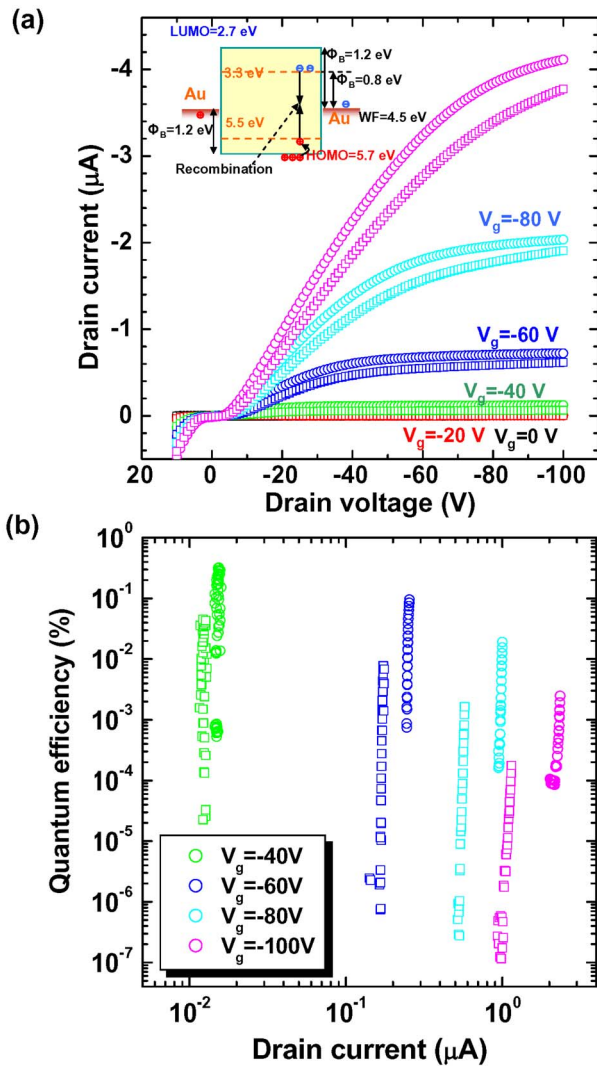 (a)
LUMO=2.7 eV
Φ_B=1.2 eV
3.3 eV
Φ_B=0.8 eV
Au
Au
WF=4.5 eV
5.5 eV
Φ_B=1.2 eV
HOMO=5.7 eV
Recombination
-4
-3
-2
-1
0
Drain current (μA)
V_g=-80 V
V_g=-60 V
V_g=-40 V
V_g=-20 V V_g=0 V
20 0 -20 -40 -60 -80 -100
Drain voltage (V)
(b)
10^0
10^-1
10^-2
10^-3
10^-4
10^-5
10^-6
10^-7
Quantum efficiency (%)
V_g=-40V
V_g=-60V
V_g=-80V
V_g=-100V
10^-2 10^-1 10^0
Drain current (μA)